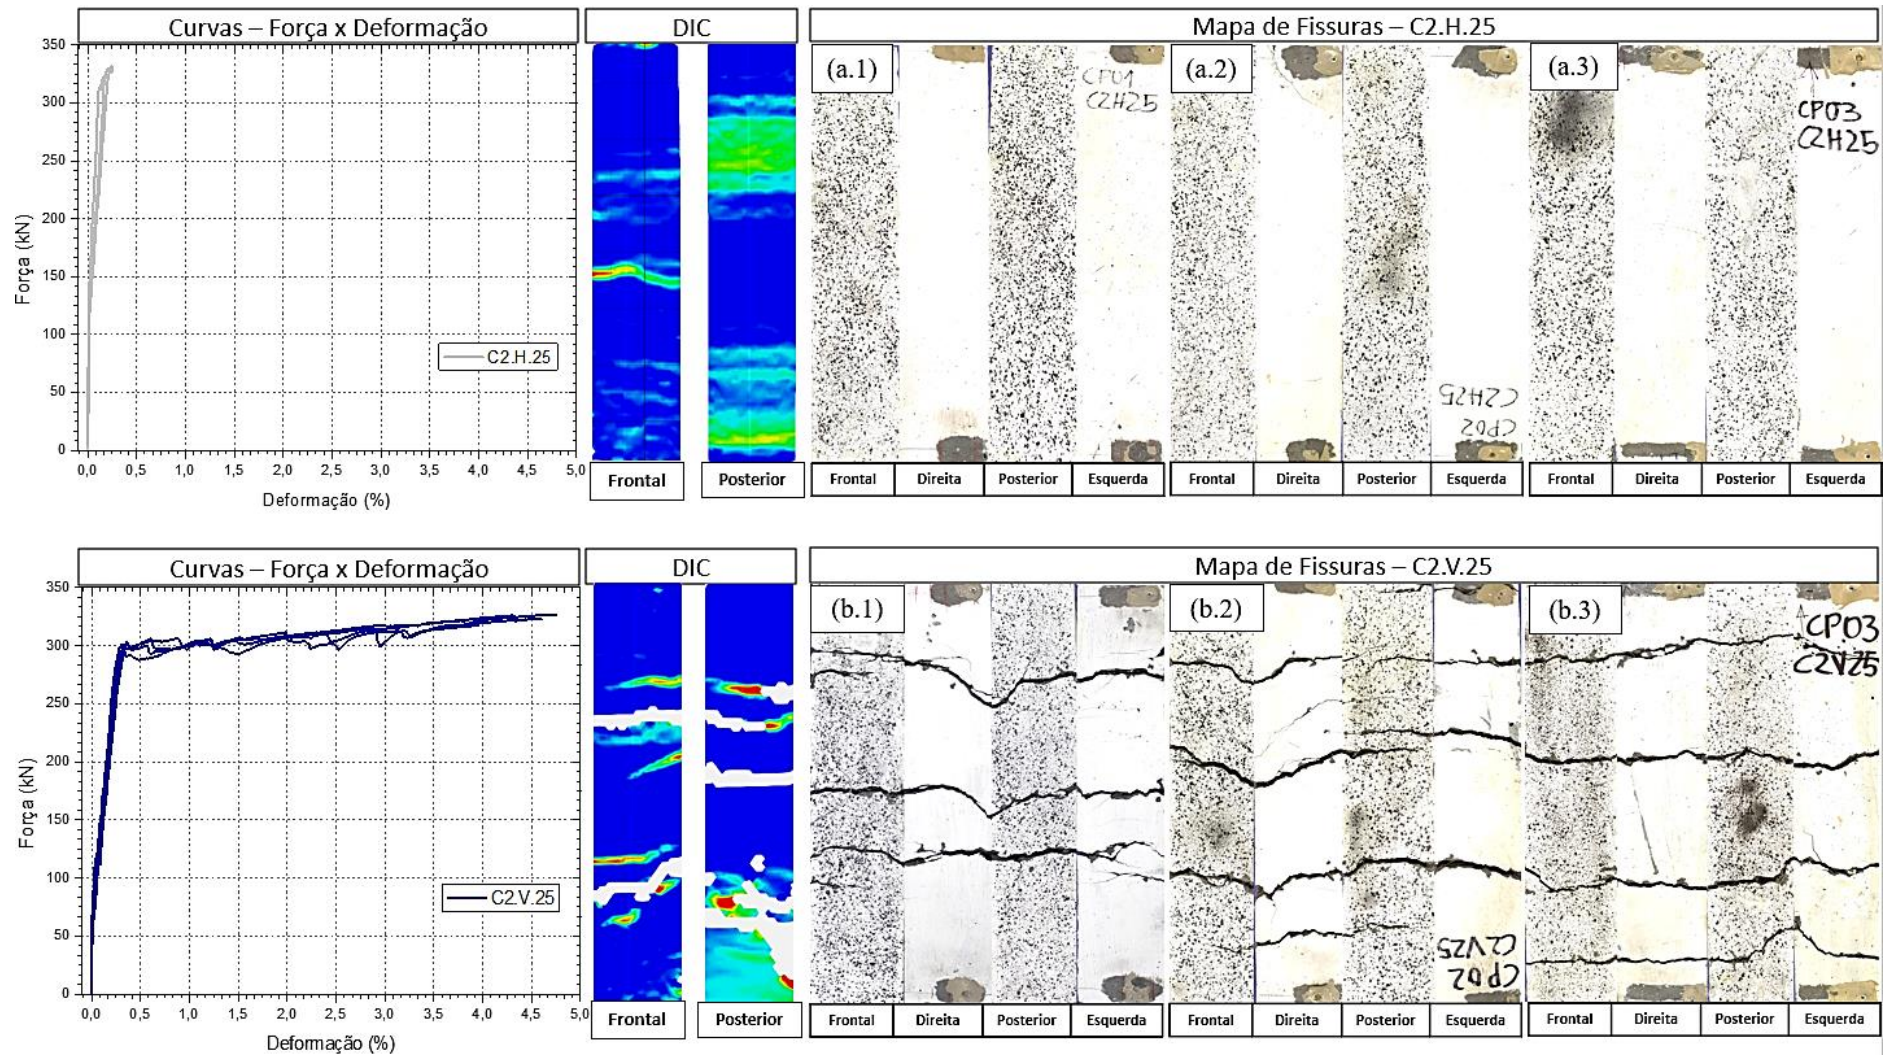 Curvas – Força x Deformação
DIC
Mapa de Fissuras – C2.H.25
350
300
250
200
150
100
50
0
Força (kN)
C2.H.25
0,0 0,5 1,0 1,5 2,0 2,5 3,0 3,5 4,0 4,5 5,0
Deformação (%)
Frontal Posterior
(a.1)
CP01
C2H25
(a.2)
C2H25
CP02
(a.3)
CP03
C2H25
Frontal Direita Posterior Esquerda Frontal Direita Posterior Esquerda Frontal Direita Posterior Esquerda
Curvas – Força x Deformação
DIC
Mapa de Fissuras – C2.V.25
350
300
250
200
150
100
50
0
Força (kN)
C2.V.25
0,0 0,5 1,0 1,5 2,0 2,5 3,0 3,5 4,0 4,5 5,0
Deformação (%)
Frontal Posterior
(b.1)
(b.2)
C2V25
CP02
(b.3)
CP03
C2V25
Frontal Direita Posterior Esquerda Frontal Direita Posterior Esquerda Frontal Direita Posterior Esquerda